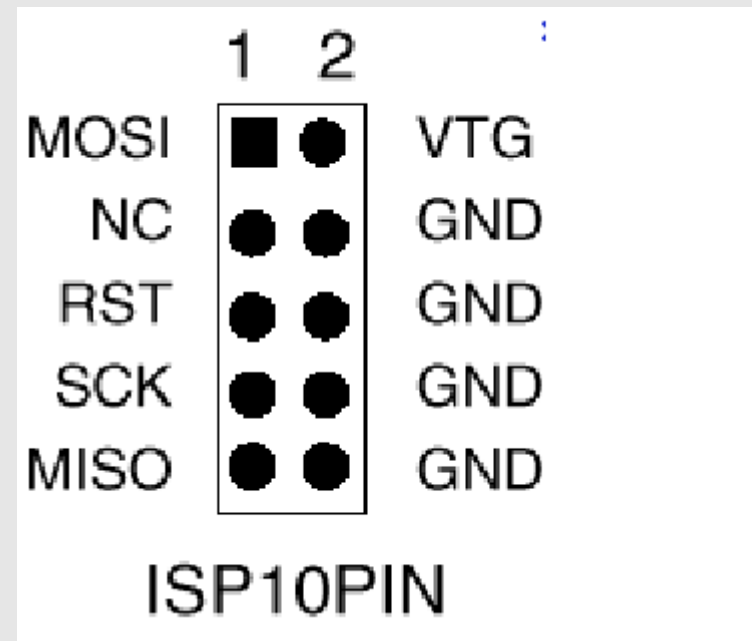 1 2
MOSI VTG
NC GND
RST GND
SCK GND
MISO GND
ISP10PIN